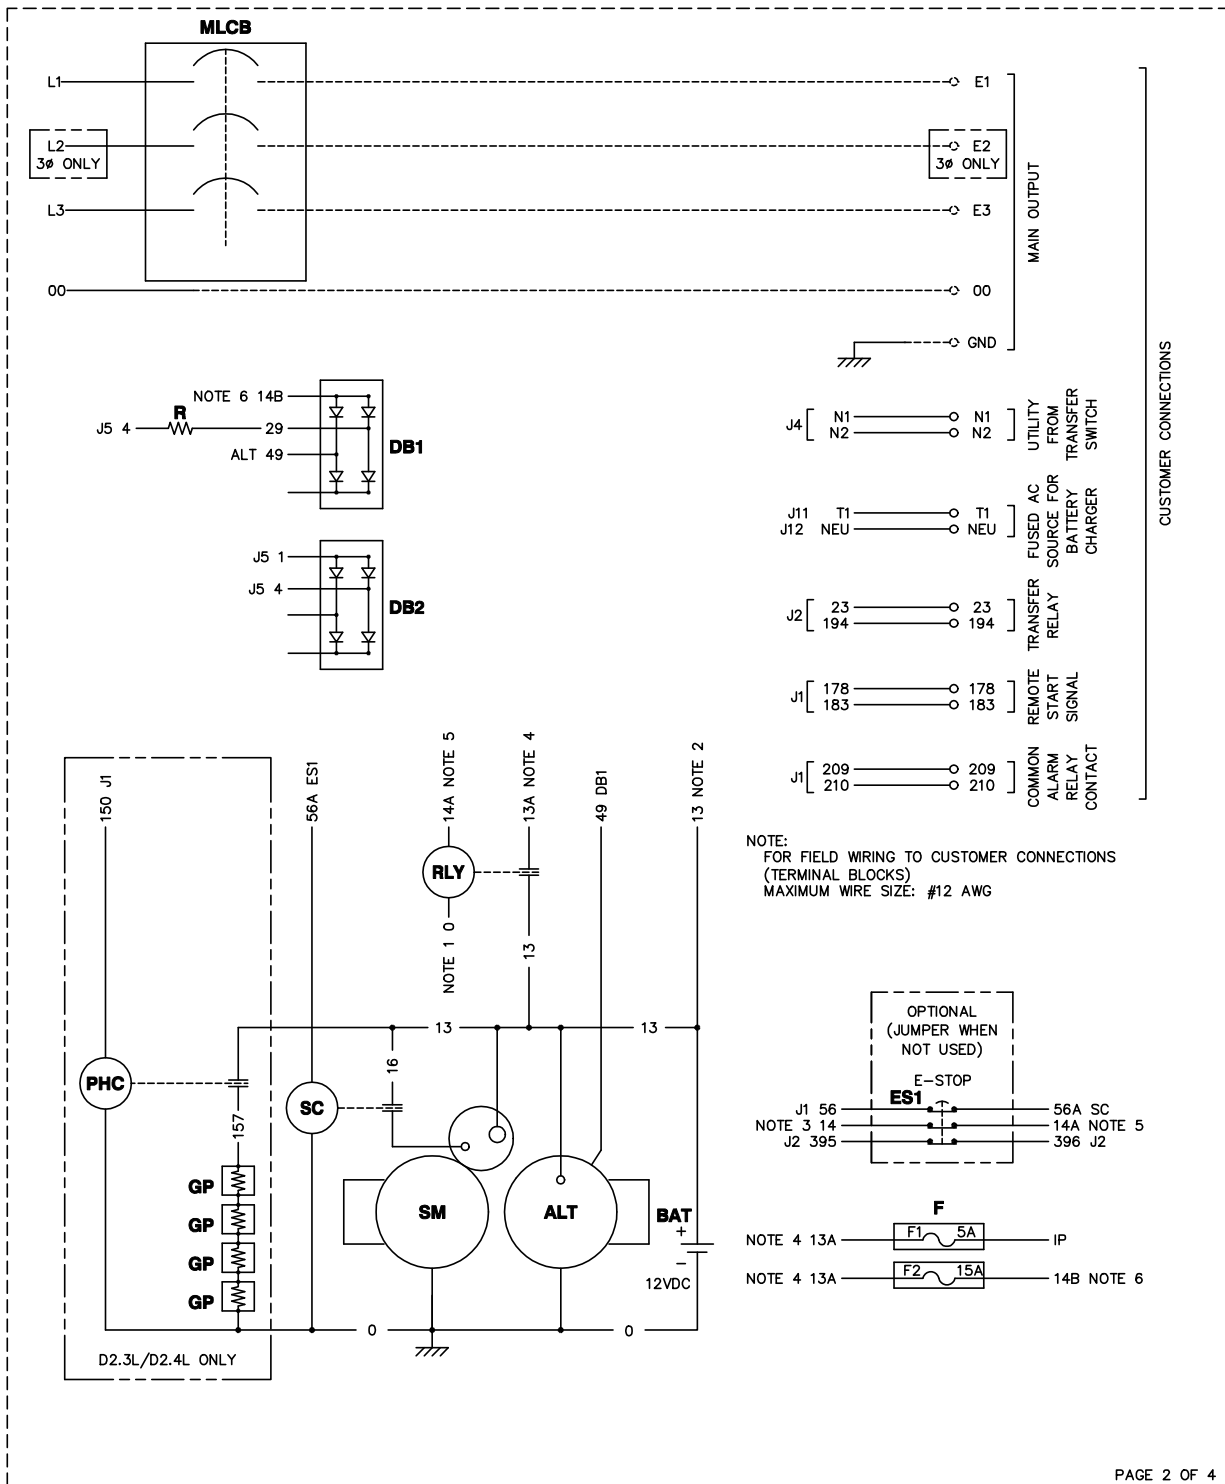 MLCB
L1
E1
L2
3ø ONLY
E2
3ø ONLY
L3
E3
00
00
GND
MAIN OUTPUT
CUSTOMER CONNECTIONS
NOTE 6 14B
J5 4
R
29
ALT 49
DB1
J4
N1
N2
N1
N2
UTILITY
FROM
TRANSFER
SWITCH
J11 T1
J12 NEU
T1
NEU
FUSED AC
SOURCE FOR
BATTERY
CHARGER
J5 1
J5 4
DB2
J2
23
194
23
194
TRANSFER
RELAY
J1
178
183
178
183
REMOTE
START
SIGNAL
J1
209
210
209
210
COMMON
ALARM
RELAY
CONTACT
NOTE:
FOR FIELD WIRING TO CUSTOMER CONNECTIONS
(TERMINAL BLOCKS)
MAXIMUM WIRE SIZE: #12 AWG
150 J1
56A ES1
14A NOTE 5
13A NOTE 4
49 DB1
13 NOTE 2
RLY
NOTE 1 0
13
13
13
16
PHC
SC
157
GP
GP
GP
GP
SM
ALT
BAT
+
−
12VDC
0
0
D2.3L/D2.4L ONLY
OPTIONAL
(JUMPER WHEN
NOT USED)
E-STOP
ES1
J1 56
56A SC
NOTE 3 14
14A NOTE 5
J2 395
396 J2
F
NOTE 4 13A
F1
5A
IP
NOTE 4 13A
F2
15A
14B NOTE 6
PAGE 2 OF 4